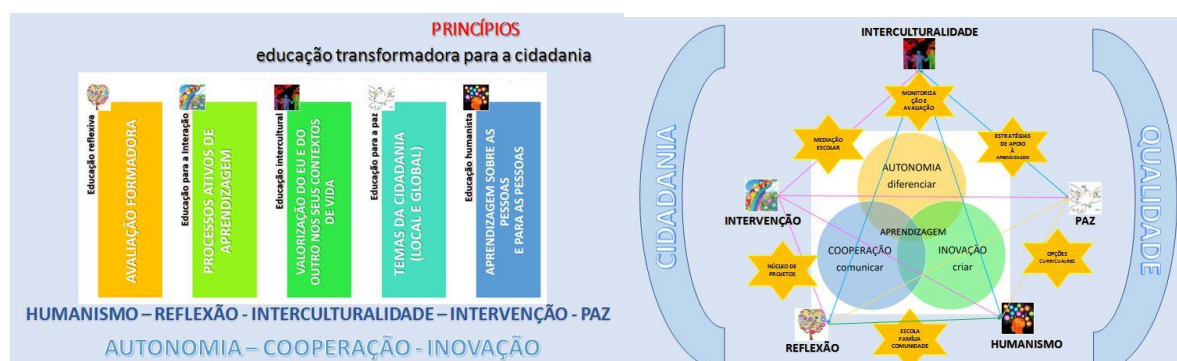 PRINCÍPIOS
educação transformadora para a cidadania
Educação reflexiva
AVALIAÇÃO FORMADORA
Educação para a Interação
PROCESSOS ATIVOS DE
APRENDIZAGEM
Educação intercultural
VALORIZAÇÃO DO EU E DO
OUTRO NOS SEUS CONTEXTOS
DE VIDA
Educação para a paz
TEMAS DA CIDADANIA
(LOCAL E GLOBAL)
Educação humanista
APRENDIZAGEM SOBRE AS
PESSOAS
E PARA AS PESSOAS
HUMANISMO – REFLEXÃO - INTERCULTURALIDADE – INTERVENÇÃO - PAZ
AUTONOMIA – COOPERAÇÃO - INOVAÇÃO
CIDADANIA
INTERCULTURALIDADE
MONITORIZA
ÇÃO E
AVALIAÇÃO
MEDIAÇÃO
ESCOLAR
ESTRATÉGIAS
DE APOIO
À
APRENDIZAGEM
AUTONOMIA
diferenciar
INTERVENÇÃO
PAZ
APRENDIZAGEM
COOPERAÇÃO
comunicar
INOVAÇÃO
criar
NÚCLEO DE
PROJETOS
OPÇÕES
CURRICULARES
REFLEXÃO
ESCOLA
FAMÍLIA
COMUNIDADE
HUMANISMO
QUALIDADE